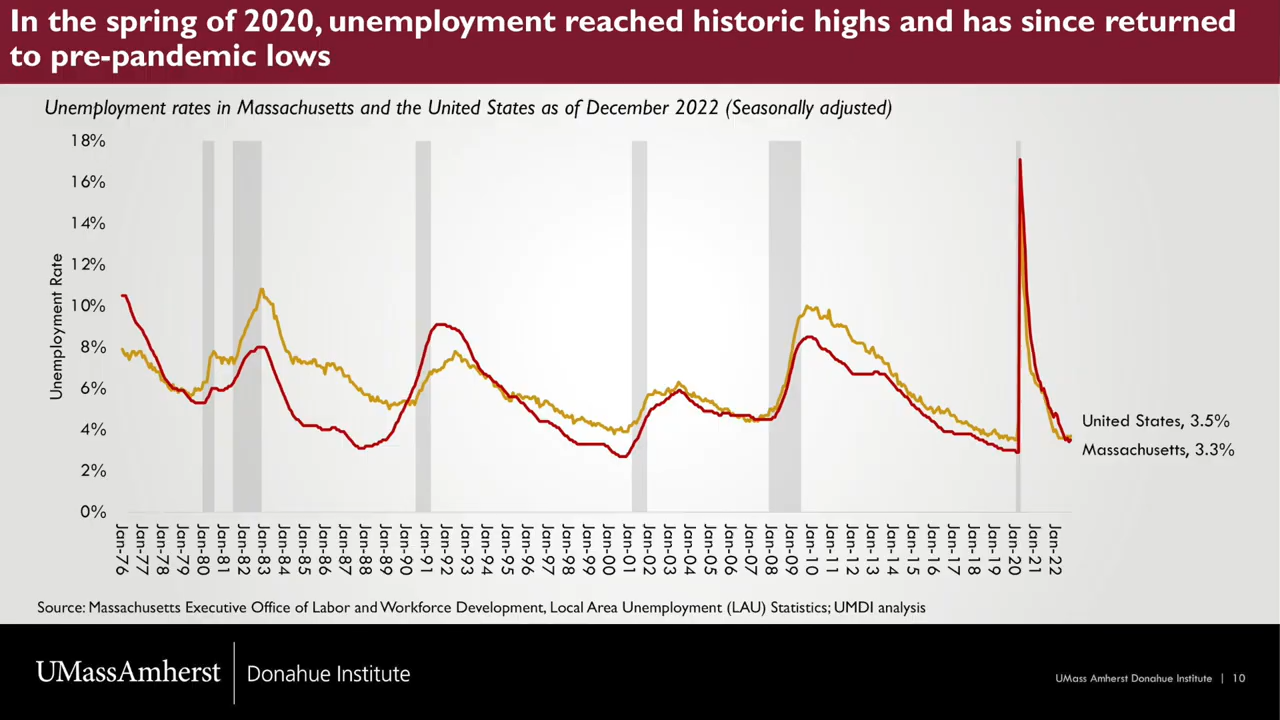 In the spring of 2020, unemployment reached historic highs and has since returned
to pre-pandemic lows
Unemployment rates in Massachusetts and the United States as of December 2022 (Seasonally adjusted)
Unemployment Rate
18%
16%
14%
12%
10%
8%
6%
4%
2%
0%
United States, 3.5%
Massachusetts, 3.3%
Jan-76
Jan-77
Jan-78
Jan-79
Jan-80
Jan-81
Jan-82
Jan-83
Jan-84
Jan-85
Jan-86
Jan-87
Jan-88
Jan-89
Jan-90
Jan-91
Jan-92
Jan-93
Jan-94
Jan-95
Jan-96
Jan-97
Jan-98
Jan-99
Jan-00
Jan-01
Jan-02
Jan-03
Jan-04
Jan-05
Jan-06
Jan-07
Jan-08
Jan-09
Jan-10
Jan-11
Jan-12
Jan-13
Jan-14
Jan-15
Jan-16
Jan-17
Jan-18
Jan-19
Jan-20
Jan-21
Jan-22
Source: Massachusetts Executive Office of Labor and Workforce Development, Local Area Unemployment (LAU) Statistics; UMDI analysis
UMassAmherst
Donahue Institute
UMass Amherst Donahue Institute | 10